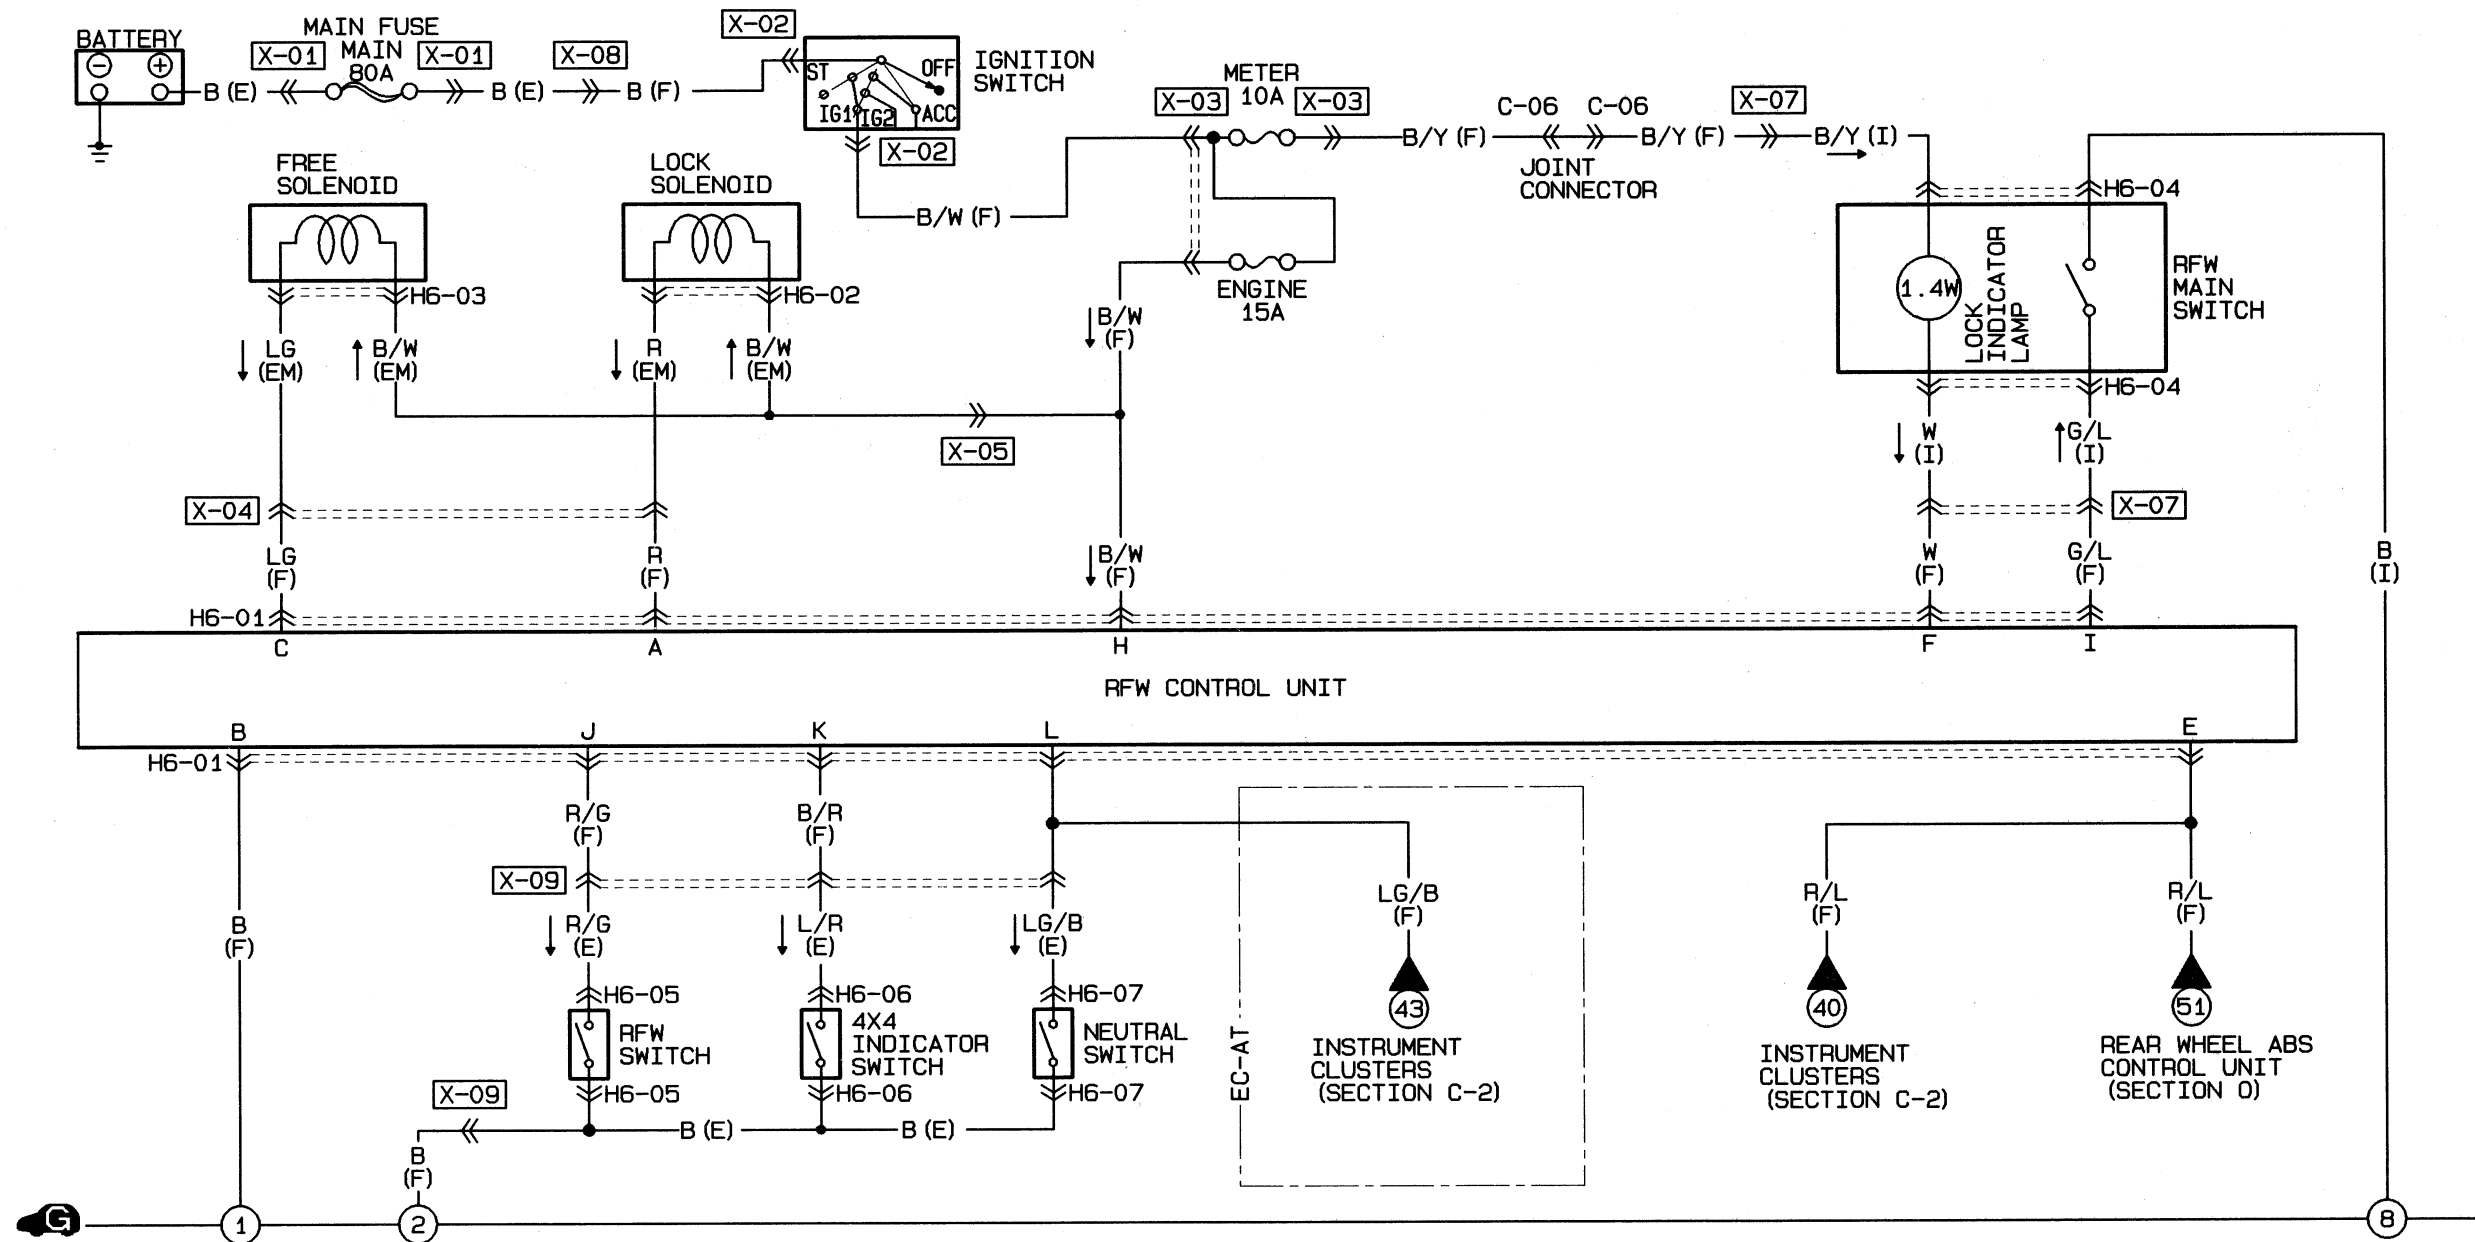 BATTERY
MAIN FUSE
MAIN
80A
X-01
X-01
X-08
X-02
B (E)
B (E)
B (F)
ST
OFF
IG1
IG2
ACC
IGNITION
SWITCH
X-02
METER
10A
X-03
X-03
C-06
C-06
X-07
B/Y (F)
B/Y (F)
B/Y (I)
JOINT
CONNECTOR
FREE
SOLENOID
LOCK
SOLENOID
B/W (F)
H6-04
ENGINE
15A
1.4W
LOCK
INDICATOR
LAMP
RFW
MAIN
SWITCH
H6-03
H6-02
LG
(EM)
B/W
(EM)
R
(EM)
B/W
(EM)
B/W
(F)
H6-04
X-05
W
(I)
G/L
(I)
X-04
X-07
LG
(F)
R
(F)
B/W
(F)
W
(F)
G/L
(F)
B
(I)
H6-01
C
A
H
F
I
RFW CONTROL UNIT
B
J
K
L
E
H6-01
R/G
(F)
B/R
(F)
X-09
B
(F)
R/G
(E)
L/R
(E)
LG/B
(E)
LG/B
(F)
R/L
(F)
R/L
(F)
H6-05
H6-06
H6-07
43
40
51
RFW
SWITCH
4X4
INDICATOR
SWITCH
NEUTRAL
SWITCH
EC-AT
INSTRUMENT
CLUSTERS
(SECTION C-2)
INSTRUMENT
CLUSTERS
(SECTION C-2)
REAR WHEEL ABS
CONTROL UNIT
(SECTION O)
H6-05
H6-06
H6-07
X-09
B (E)
B (E)
B
(F)
G
1
2
8